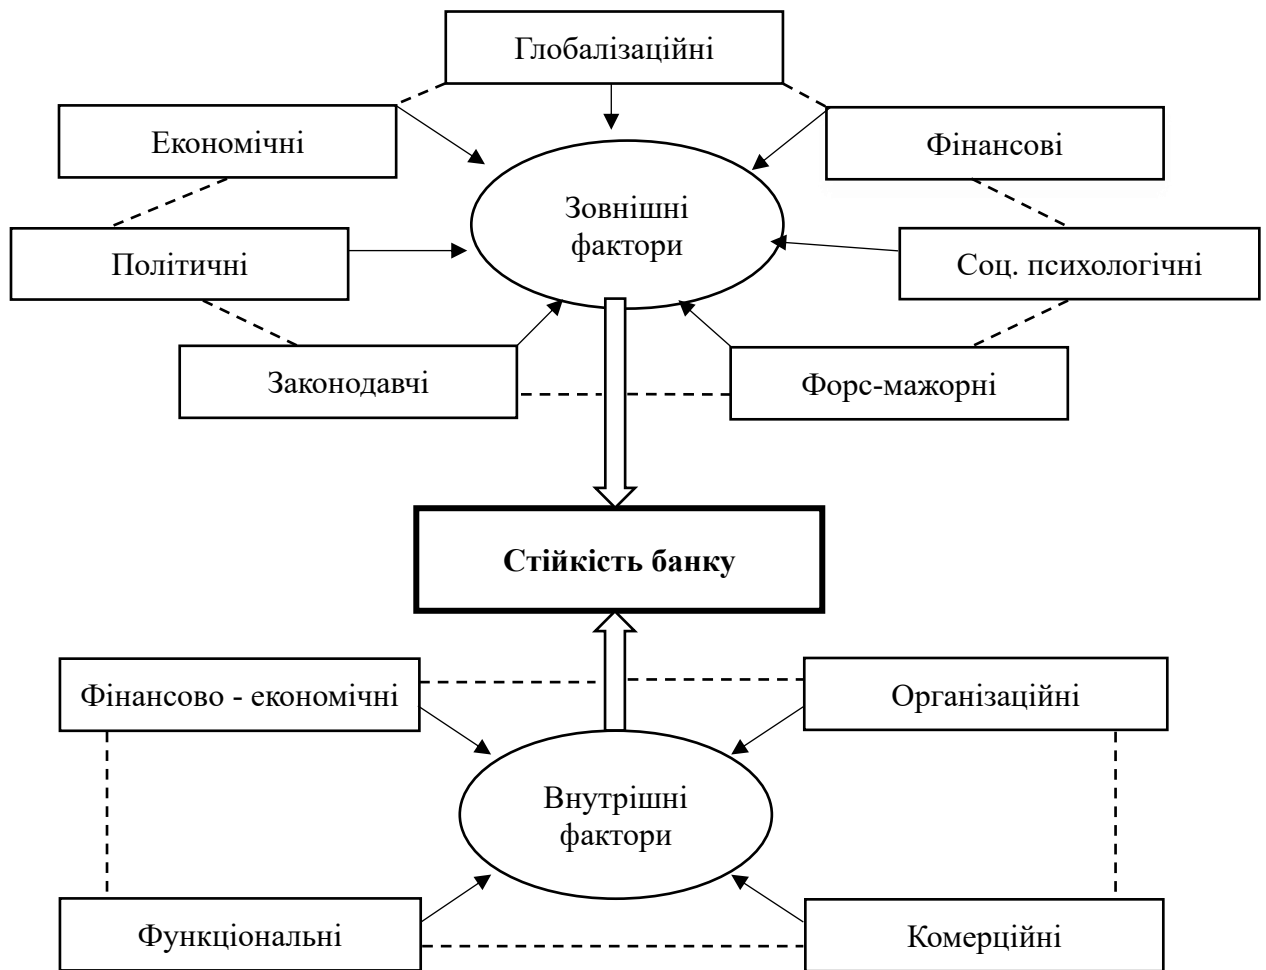 Глобалізаційні
Економічні
Фінансові
Зовнішні
фактори
Політичні
Соц. психологічні
Законодавчі
Форс-мажорні
Стійкість банку
Фінансово - економічні
Організаційні
Внутрішні
фактори
Функціональні
Комерційні